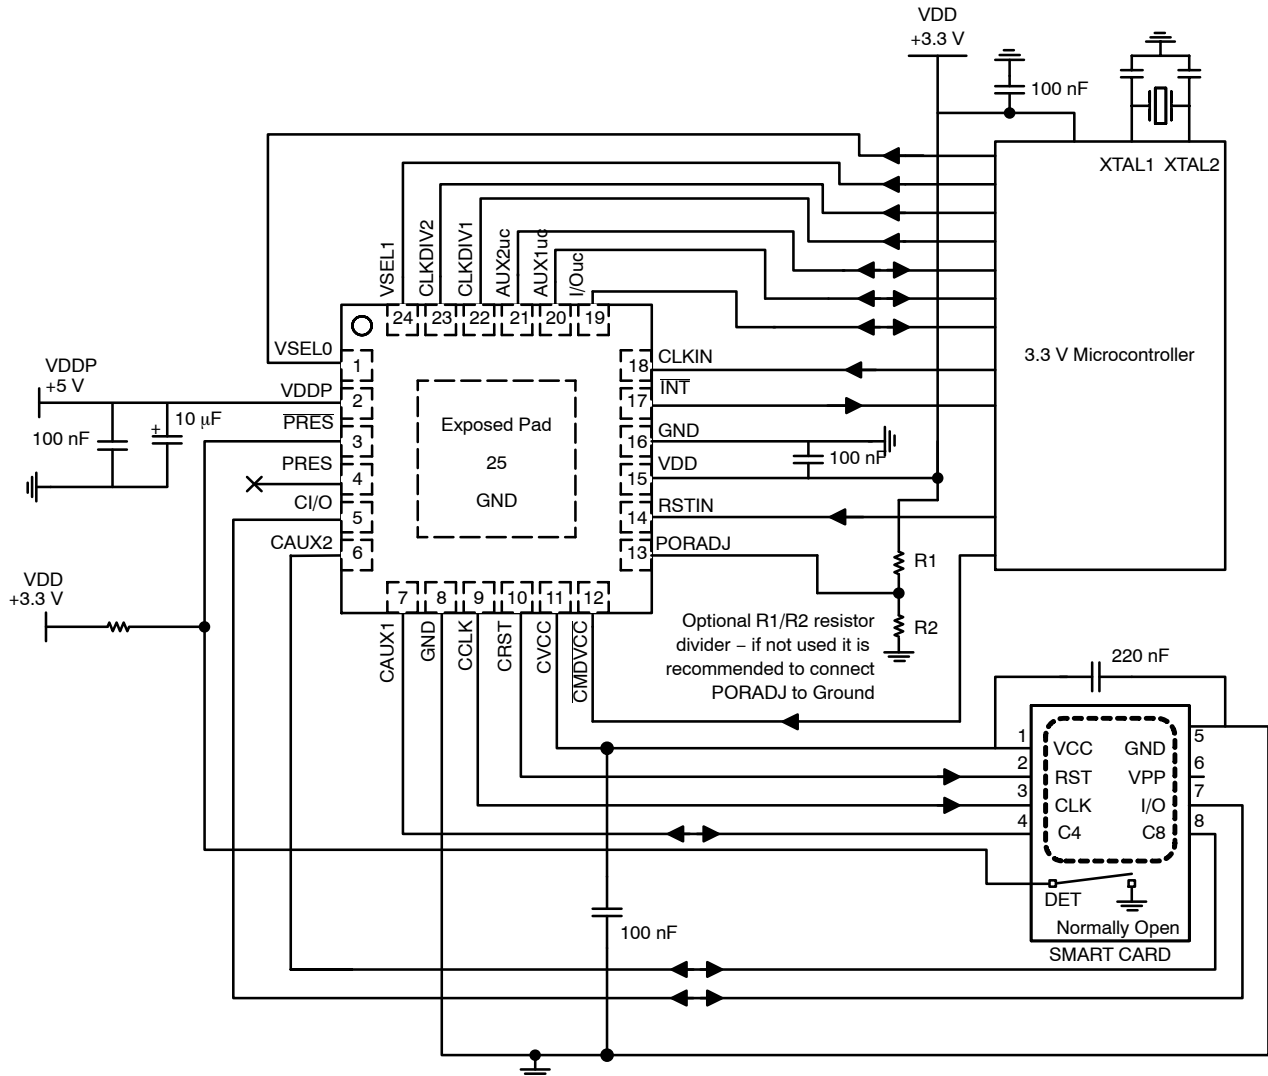 VDD
+3.3 V
100 nF
XTAL1 XTAL2
3.3 V Microcontroller
VSEL1
CLKDIV2
CLKDIV1
AUX2uc
AUX1uc
I/Ouc
24 23 22 21 20 19
VSEL0
1
VDDP
+5 V
VDDP
2
10 μF
100 nF
PRES
3
PRES
4
CI/O
5
CAUX2
6
Exposed Pad
25
GND
18 CLKIN
17 INT
16 GND
100 nF
15 VDD
14 RSTIN
13 PORADJ
R1
R2
VDD
+3.3 V
7 8 9 10 11 12
CAUX1
GND
CCLK
CRST
CVCC
CMDVCC
Optional R1/R2 resistor
divider – if not used it is
recommended to connect
PORADJ to Ground
220 nF
1 VCC GND 5
2 RST VPP 6
3 CLK I/O 7
4 C4 C8 8
DET
Normally Open
SMART CARD
100 nF